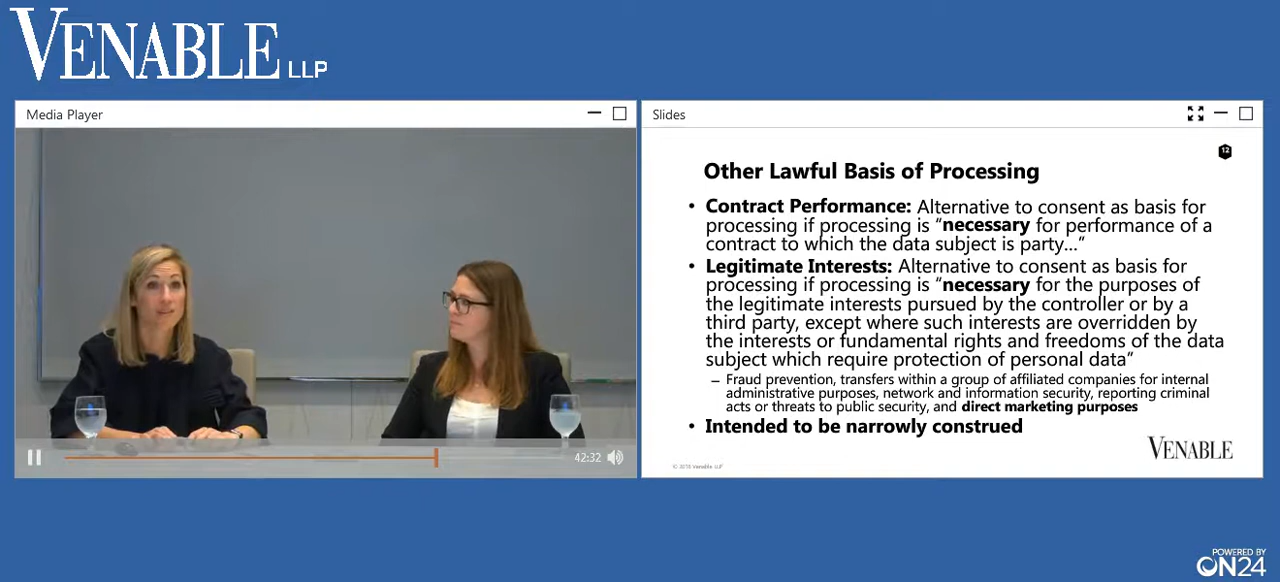 VENABLE LLP
Media Player
Slides
12
Other Lawful Basis of Processing
• Contract Performance: Alternative to consent as basis for
processing if processing is “necessary for performance of a
contract to which the data subject is party…”
• Legitimate Interests: Alternative to consent as basis for
processing if processing is “necessary for the purposes of
the legitimate interests pursued by the controller or by a
third party, except where such interests are overridden by
the interests or fundamental rights and freedoms of the data
subject which require protection of personal data”
– Fraud prevention, transfers within a group of affiliated companies for internal
administrative purposes, network and information security, reporting criminal
acts or threats to public security, and direct marketing purposes
• Intended to be narrowly construed
VENABLE
42:32
Venable LLP
POWERED BY
ON24